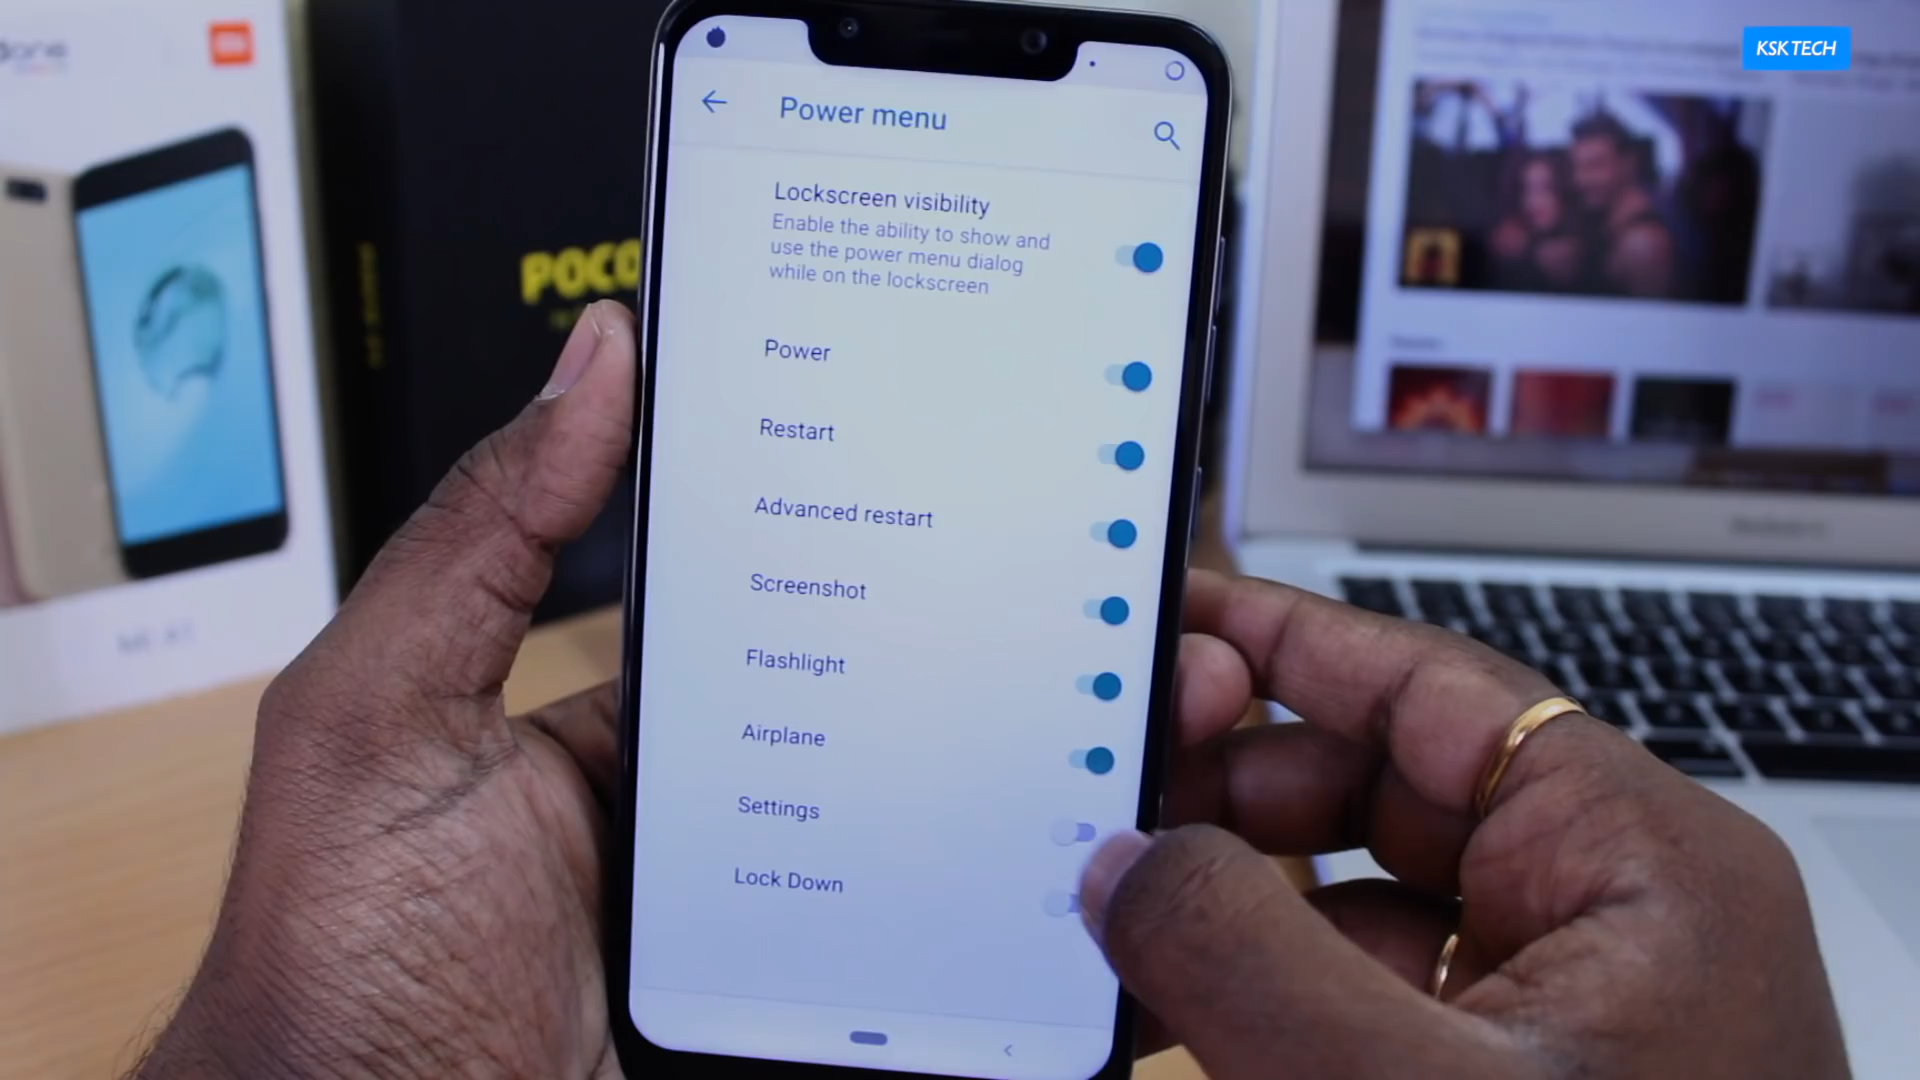 KSK TECH
one
POCO
Power menu
Lockscreen visibility
Enable the ability to show and
use the power menu dialog
while on the lockscreen
Power
Restart
Advanced restart
Screenshot
Flashlight
Airplane
Settings
Lock Down